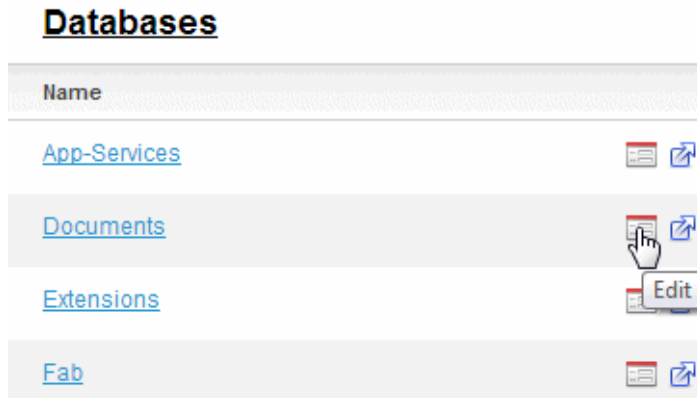 Databases
Name
App-Services
Documents
Extensions
Edit
Fab